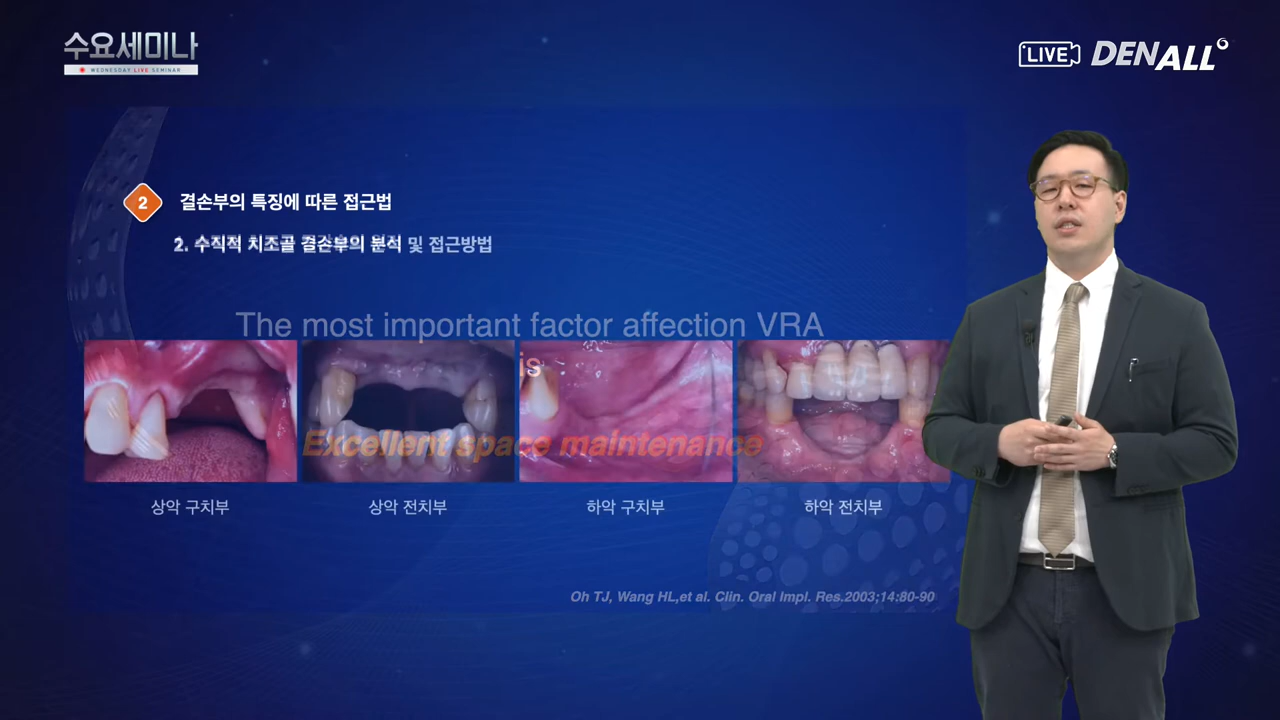 수요세미나
WEDNESDAY LIVE SEMINAR
LIVE DENALL
2 결손부의 특징에 따른 접근법
2. 수직적 치조골 결손부의 분석 및 접근방법
The most important factor affection VRA
is
Excellent space maintenance
상악 구치부
상악 전치부
하악 구치부
하악 전치부
Oh TJ, Wang HL,et al. Clin. Oral Impl. Res.2003;14:80-90